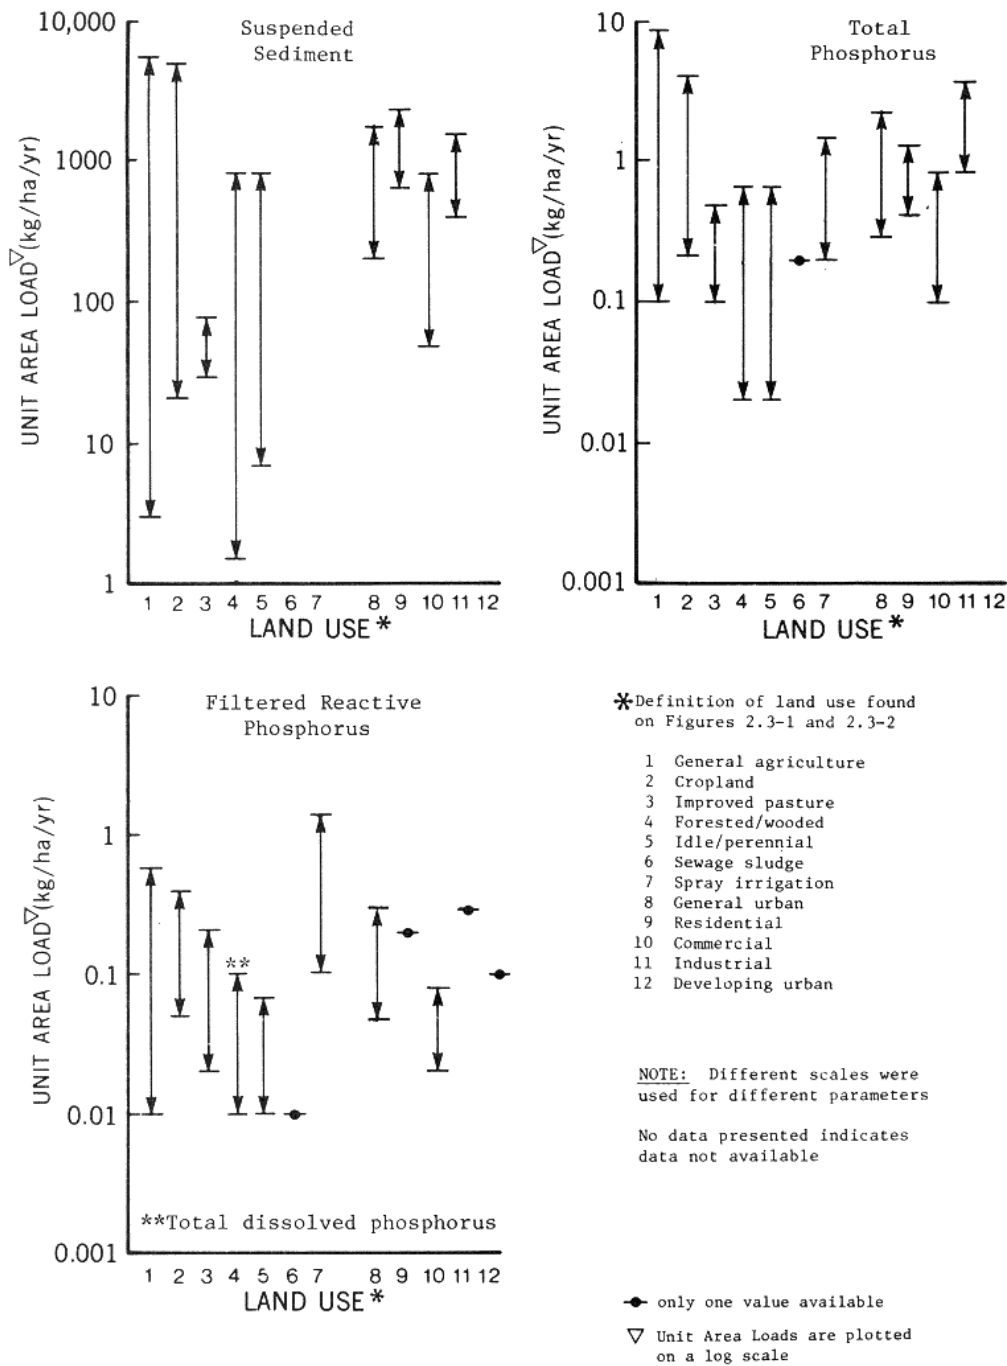 Suspended
Sediment
UNIT AREA LOAD▽(kg/ha/yr)
10,000
1000
100
10
1
1 2 3 4 5 6 7 8 9 10 11 12
LAND USE*
Total
Phosphorus
UNIT AREA LOAD▽(kg/ha/yr)
10
1
0.1
0.01
0.001
1 2 3 4 5 6 7 8 9 10 11 12
LAND USE*
Filtered Reactive
Phosphorus
UNIT AREA LOAD▽(kg/ha/yr)
10
1
0.1
0.01
0.001
**
**Total dissolved phosphorus
1 2 3 4 5 6 7 8 9 10 11 12
LAND USE*
*Definition of land use found
on Figures 2.3-1 and 2.3-2
1 General agriculture
2 Cropland
3 Improved pasture
4 Forested/wooded
5 Idle/perennial
6 Sewage sludge
7 Spray irrigation
8 General urban
9 Residential
10 Commercial
11 Industrial
12 Developing urban
NOTE: Different scales were
used for different parameters
No data presented indicates
data not available
only one value available
▽ Unit Area Loads are plotted
on a log scale